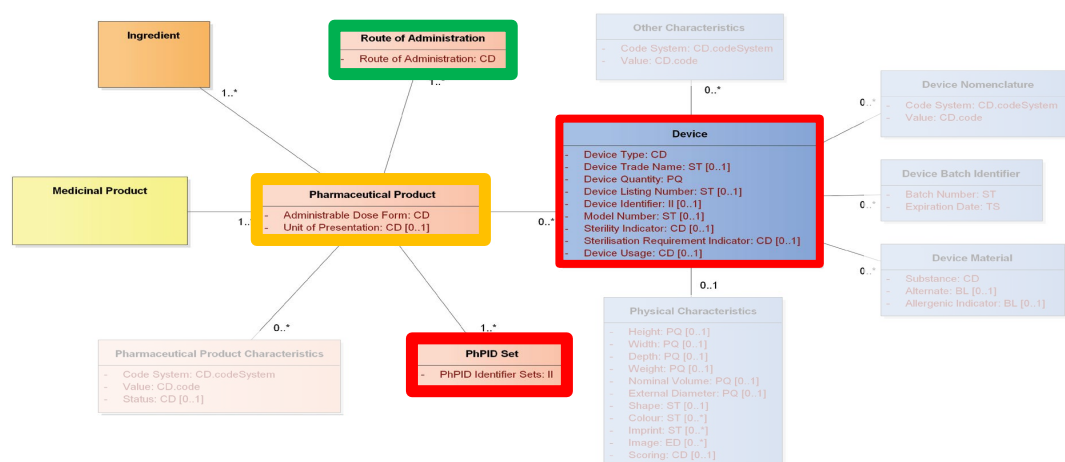 Ingredient
1..*
Route of Administration
- Route of Administration: CD
1..*
Other Characteristics
- Code System: CD.codeSystem
- Value: CD.code
0..*
Device Nomenclature
- Code System: CD.codeSystem
- Value: CD.code
0..*
Medicinal Product
1..*
Pharmaceutical Product
- Administrable Dose Form: CD
- Unit of Presentation: CD [0..1]
0..*
Device
- Device Type: CD
- Device Trade Name: ST [0..1]
- Device Quantity: PQ
- Device Listing Number: ST [0..1]
- Device Identifier: II [0..1]
- Model Number: ST [0..1]
- Sterility Indicator: CD [0..1]
- Sterilisation Requirement Indicator: CD [0..1]
- Device Usage: CD [0..1]
Device Batch Identifier
- Batch Number: ST
- Expiration Date: TS
0..*
Device Material
- Substance: CD
- Alternate: BL [0..1]
- Allergenic Indicator: BL [0..1]
0..*
0..*
Pharmaceutical Product Characteristics
- Code System: CD.codeSystem
- Value: CD.code
- Status: CD [0..1]
1..*
PhPID Set
- PhPID Identifier Sets: II
0..1
Physical Characteristics
- Height: PQ [0..1]
- Width: PQ [0..1]
- Depth: PQ [0..1]
- Weight: PQ [0..1]
- Nominal Volume: PQ [0..1]
- External Diameter: PQ [0..1]
- Shape: ST [0..1]
- Colour: ST [0..*]
- Imprint: ST [0..*]
- Image: ED [0..*]
- Scoring: CD [0..1]